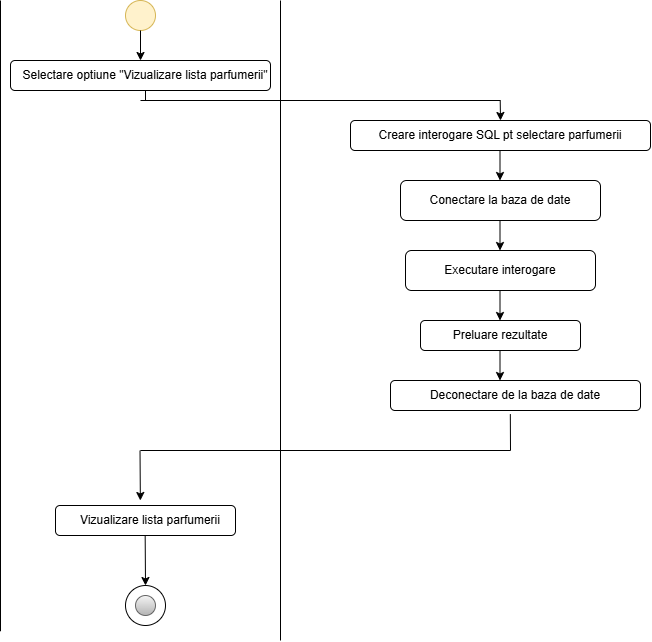 Selectare optiune "Vizualizare lista parfumerii"
Creare interogare SQL pt selectare parfumerii
Conectare la baza de date
Executare interogare
Preluare rezultate
Deconectare de la baza de date
Vizualizare lista parfumerii